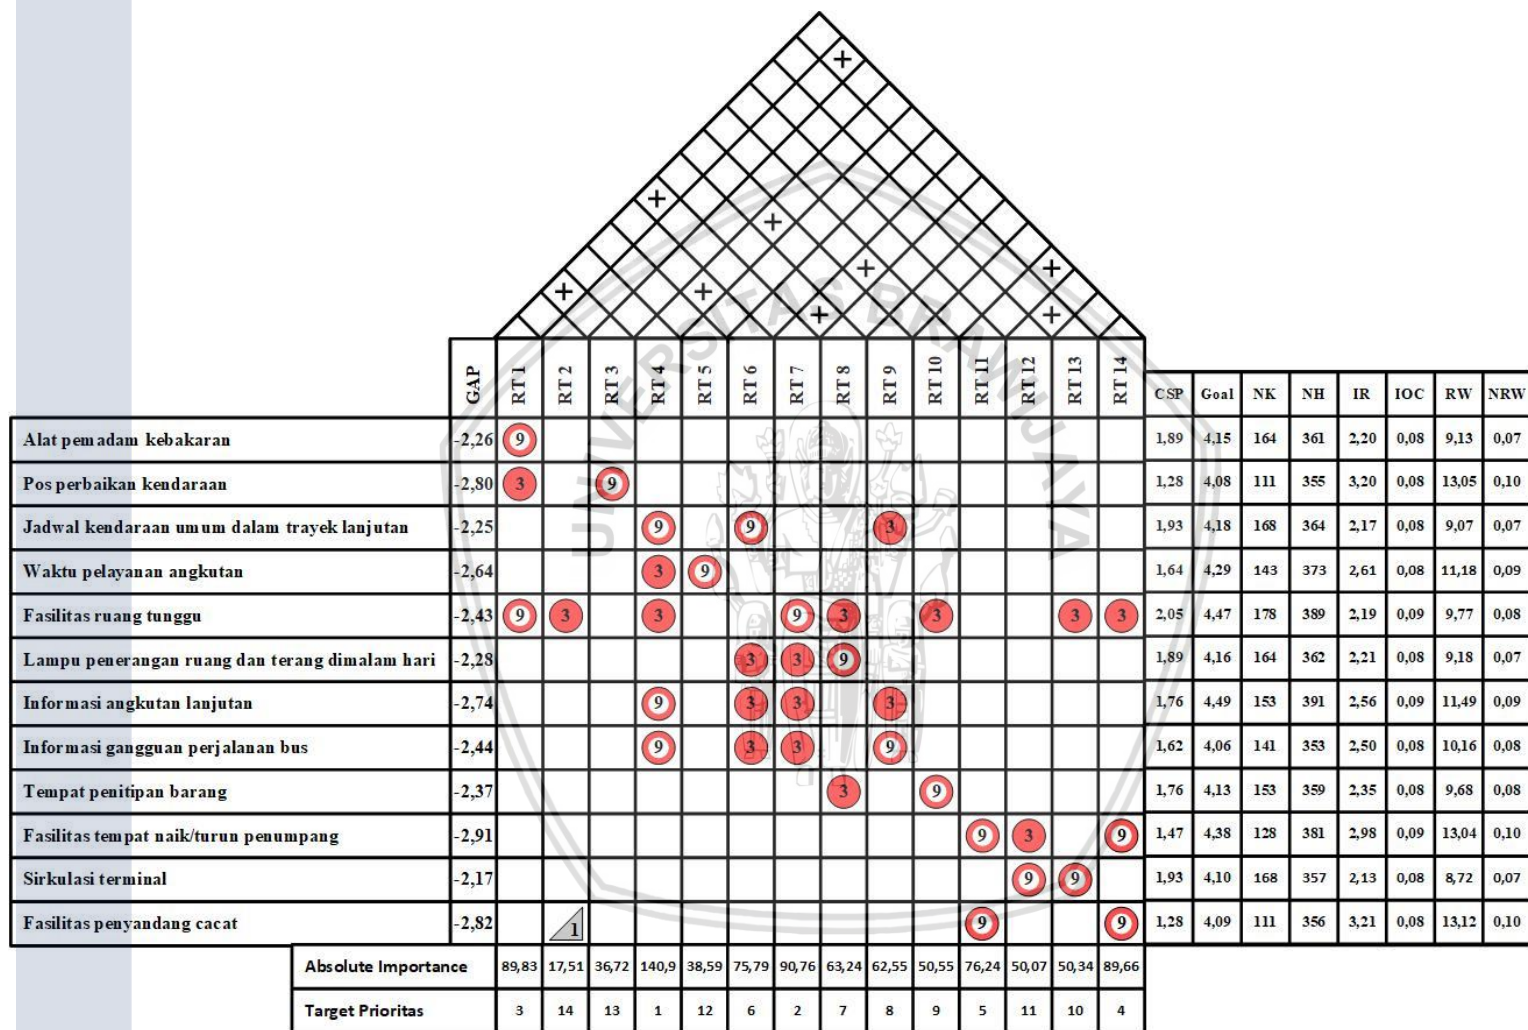 +
+
+
+ +
+ + +
+ +
GAP RT 1 RT 2 RT 3 RT 4 RT 5 RT 6 RT 7 RT 8 RT 9 RT 10 RT 11 RT 12 RT 13 RT 14 CSP Goal NK NH IR IOC RW NRW
Alat pemadam kebakaran -2,26 9 1,89 4,15 164 361 2,20 0,08 9,13 0,07
Pos perbaikan kendaraan -2,80 3 9 1,28 4,08 111 355 3,20 0,08 13,05 0,10
Jadwal kendaraan umum dalam trayek lanjutan -2,25 9 9 3 1,93 4,18 168 364 2,17 0,08 9,07 0,07
Waktu pelayanan angkutan -2,64 3 9 1,64 4,29 143 373 2,61 0,08 11,18 0,09
Fasilitas ruang tunggu -2,43 9 3 3 9 3 3 3 3 2,05 4,47 178 389 2,19 0,09 9,77 0,08
Lampu penerangan ruang dan terang dimalam hari -2,28 3 3 9 1,89 4,16 164 362 2,21 0,08 9,18 0,07
Informasi angkutan lanjutan -2,74 9 3 3 3 1,76 4,49 153 391 2,56 0,09 11,49 0,09
Informasi gangguan perjalanan bus -2,44 9 3 3 9 1,62 4,06 141 353 2,50 0,08 10,16 0,08
Tempat penitipan barang -2,37 3 9 1,76 4,13 153 359 2,35 0,08 9,68 0,08
Fasilitas tempat naik/turun penumpang -2,91 9 3 9 1,47 4,38 128 381 2,98 0,09 13,04 0,10
Sirkulasi terminal -2,17 9 9 1,93 4,10 168 357 2,13 0,08 8,72 0,07
Fasilitas penyandang cacat -2,82 1 9 9 1,28 4,09 111 356 3,21 0,08 13,12 0,10
Absolute Importance 89,83 17,51 36,72 140,9 38,59 75,79 90,76 63,24 62,55 50,55 76,24 50,07 50,34 89,66
Target Prioritas 3 14 13 1 12 6 2 7 8 9 5 11 10 4
UNIVERSITAS BRAWIJAYA